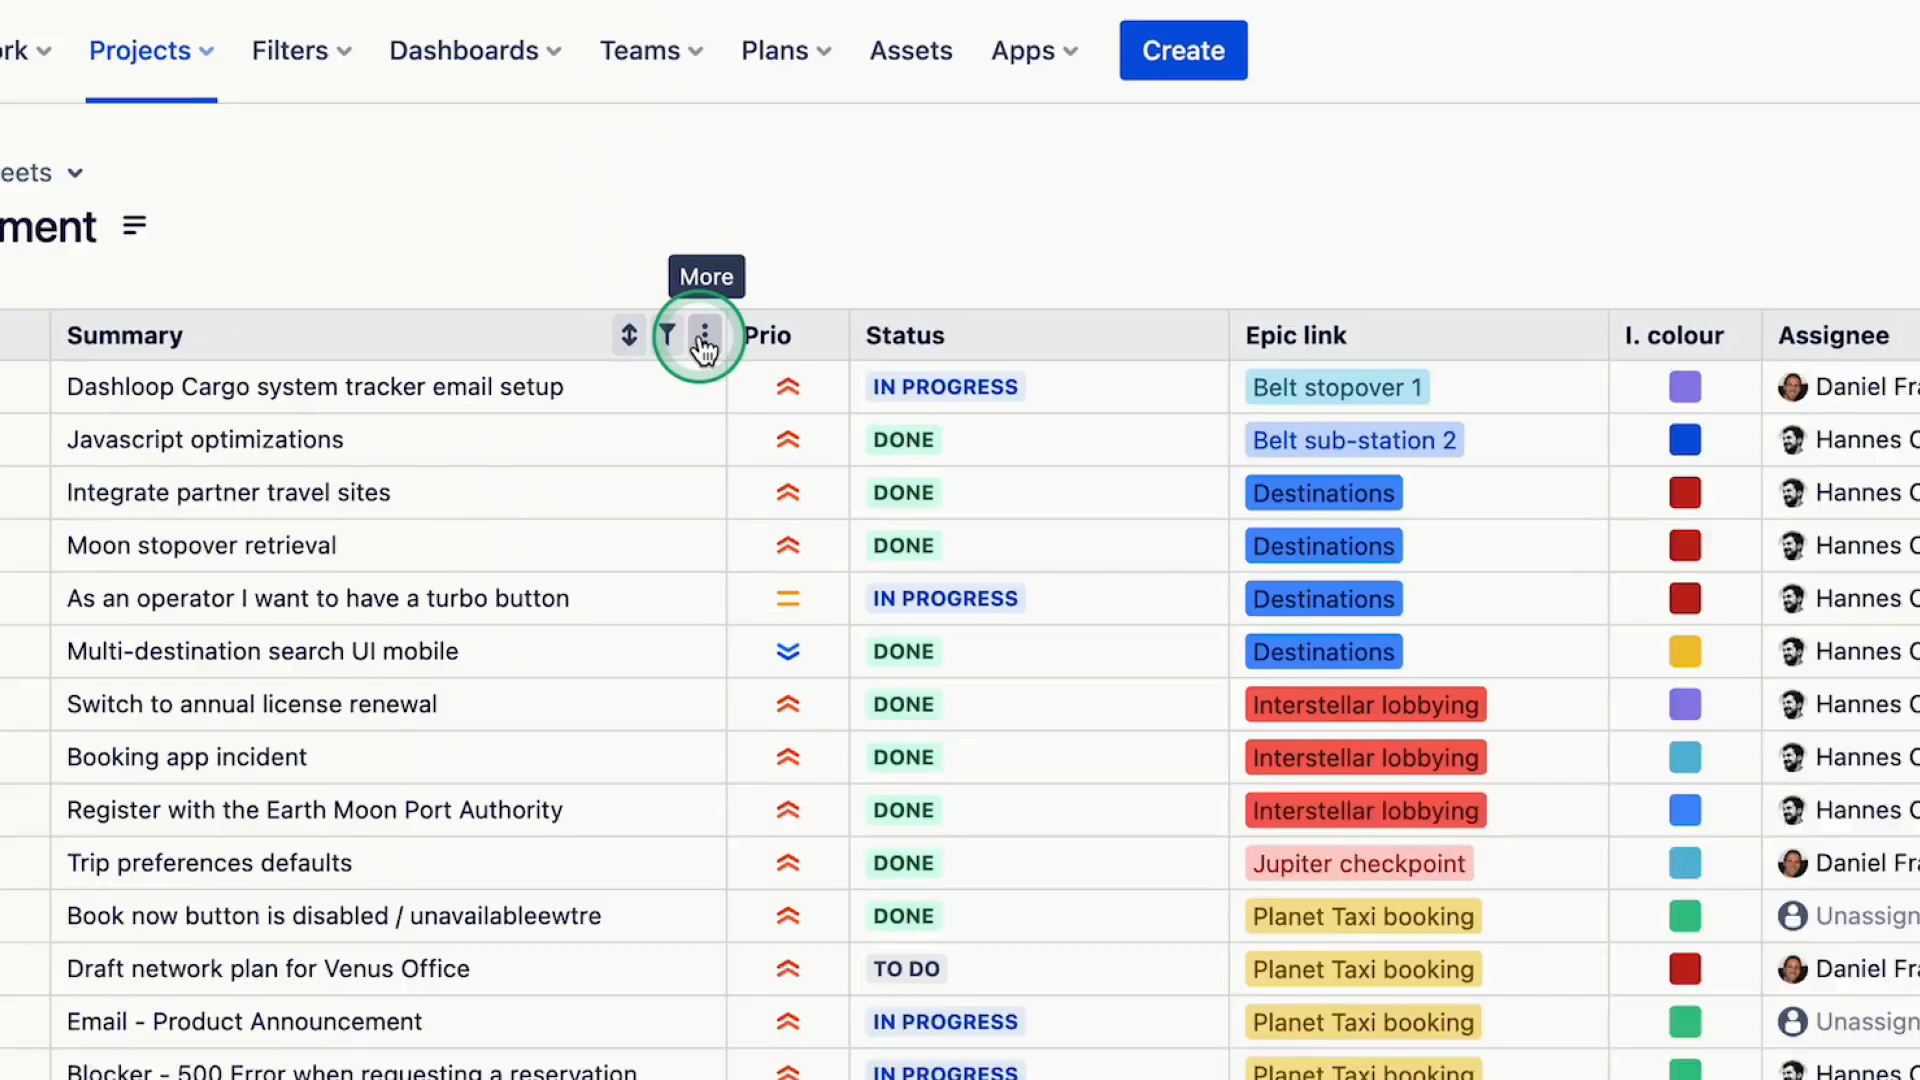 rk Projects Filters Dashboards Teams Plans Assets Apps Create
eets
ment
More
Summary Prio Status Epic link I. colour Assignee
Dashloop Cargo system tracker email setup IN PROGRESS Belt stopover 1 Daniel Fra
Javascript optimizations DONE Belt sub-station 2 Hannes C
Integrate partner travel sites DONE Destinations Hannes C
Moon stopover retrieval DONE Destinations Hannes C
As an operator I want to have a turbo button IN PROGRESS Destinations Hannes C
Multi-destination search UI mobile DONE Destinations Hannes C
Switch to annual license renewal DONE Interstellar lobbying Hannes C
Booking app incident DONE Interstellar lobbying Hannes C
Register with the Earth Moon Port Authority DONE Interstellar lobbying Hannes C
Trip preferences defaults DONE Jupiter checkpoint Daniel Fra
Book now button is disabled / unavailableewtre DONE Planet Taxi booking Unassign
Draft network plan for Venus Office TO DO Planet Taxi booking Daniel Fra
Email - Product Announcement IN PROGRESS Planet Taxi booking Unassign
Blocker - 500 Error when requesting a reservation IN PROGRESS Planet Taxi booking Hannes C